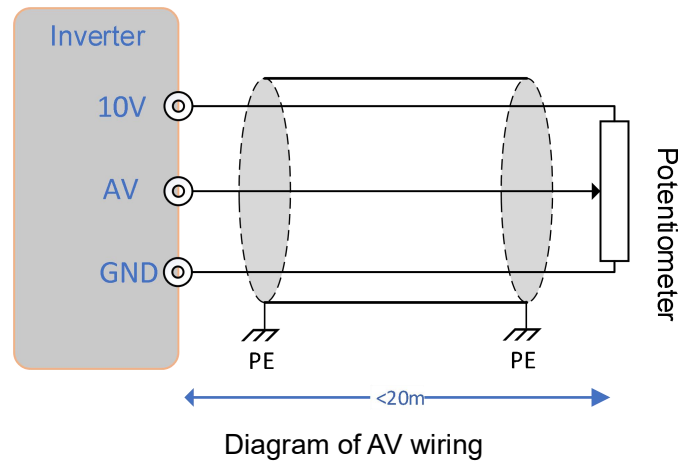 Inverter
10V
AV
GND
Potentiometer
PE
PE
<20m
Diagram of AV wiring